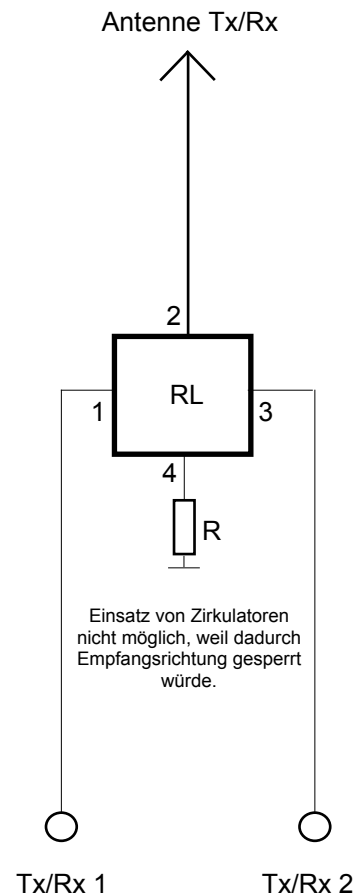 Antenne Tx/Rx
2
RL
1
3
4
R
Einsatz von Zirkulatoren
nicht möglich, weil dadurch
Empfangsrichtung gesperrt
würde.
Tx/Rx 1
Tx/Rx 2